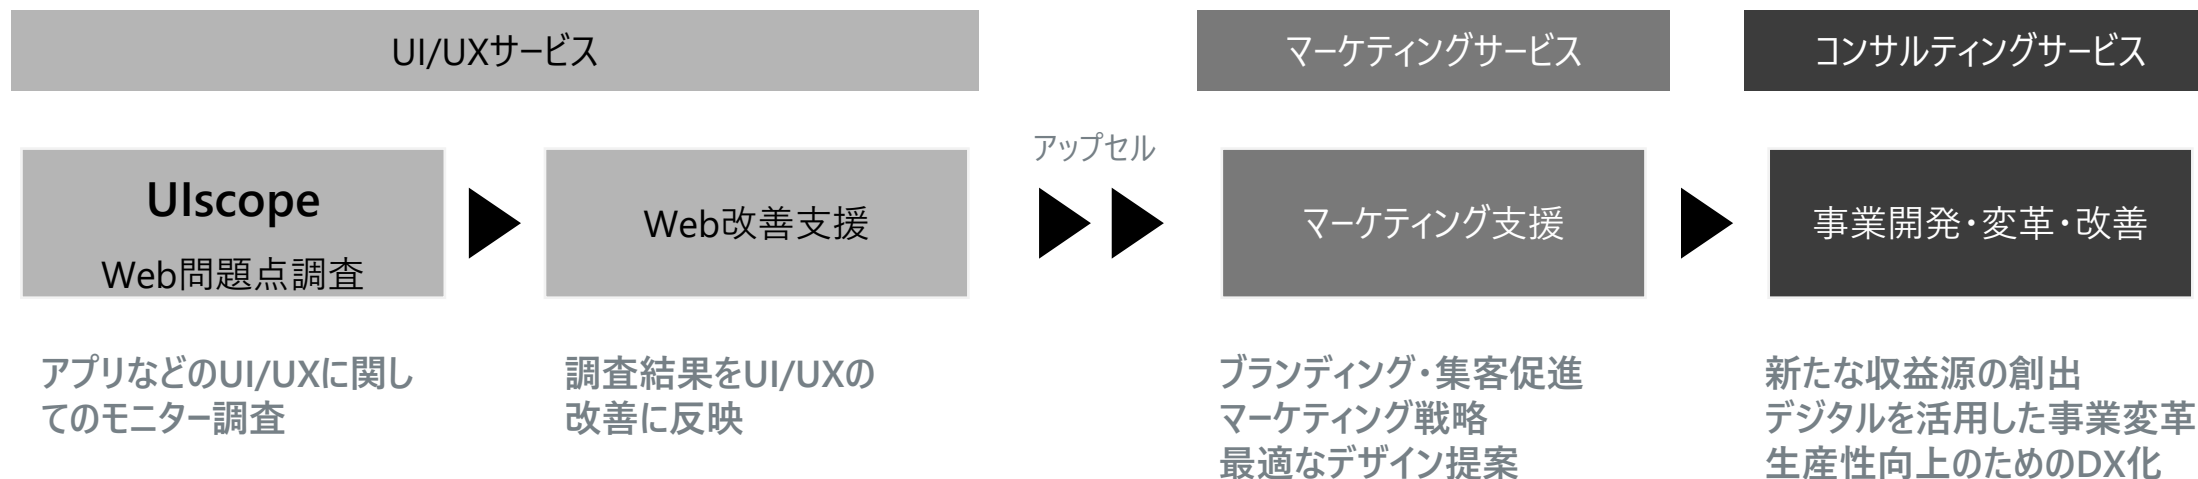 UI/UXサービス
マーケティングサービス
コンサルティングサービス
アップセル
UIscope
Web問題点調査
Web改善支援
マーケティング支援
事業開発・変革・改善
アプリなどのUI/UXに関し
てのモニター調査
調査結果をUI/UXの
改善に反映
ブランディング・集客促進
マーケティング戦略
最適なデザイン提案
新たな収益源の創出
デジタルを活用した事業変革
生産性向上のためのDX化